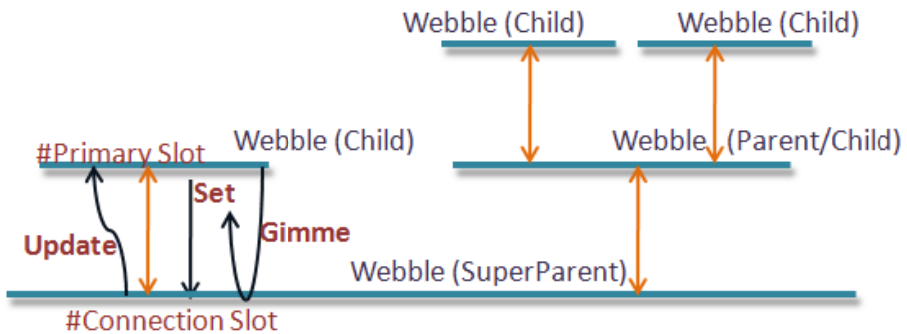 Webble (Child) Webble (Child)
Webble (Child) Webble (Parent/Child)
#Primary Slot
Set
Update Gimme
Webble (SuperParent)
#Connection Slot